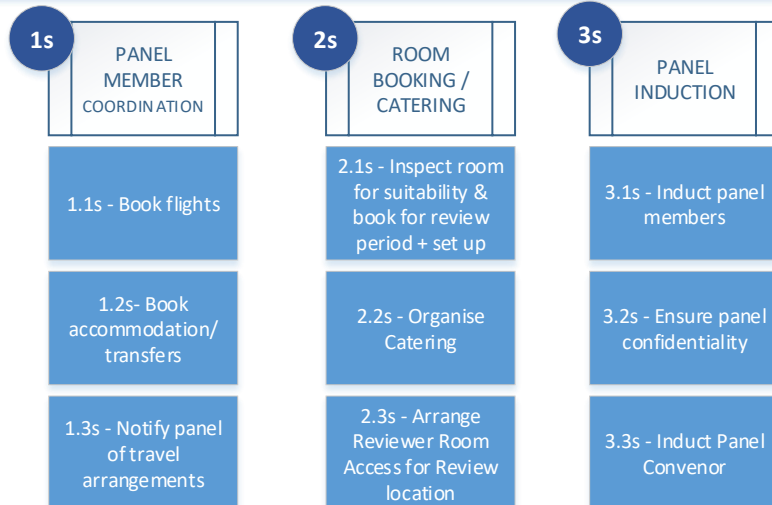 1s
PANEL
MEMBER
COORDINATION
1.1s - Book flights
1.2s- Book
accommodation/
transfers
1.3s - Notify panel
of travel
arrangements
2s
ROOM
BOOKING /
CATERING
2.1s - Inspect room
for suitability &
book for review
period + set up
2.2s - Organise
Catering
2.3s - Arrange
Reviewer Room
Access for Review
location
3s
PANEL
INDUCTION
3.1s - Induct panel
members
3.2s - Ensure panel
confidentiality
3.3s - Induct Panel
Convenor